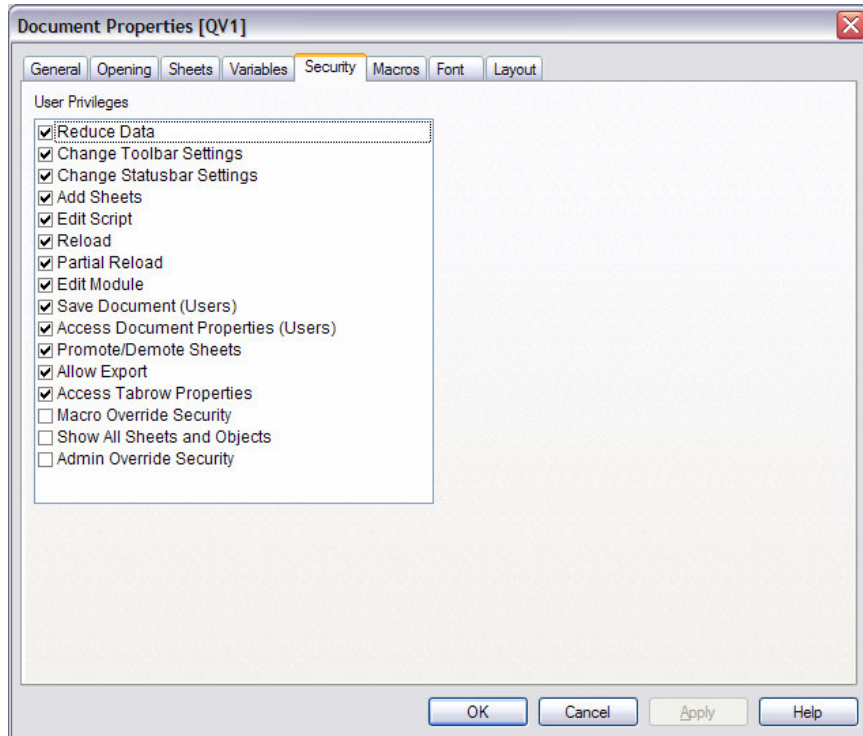 Document Properties [QV1]
General Opening Sheets Variables Security Macros Font Layout
User Privileges
Reduce Data
Change Toolbar Settings
Change Statusbar Settings
Add Sheets
Edit Script
Reload
Partial Reload
Edit Module
Save Document (Users)
Access Document Properties (Users)
Promote/Demote Sheets
Allow Export
Access Tabrow Properties
Macro Override Security
Show All Sheets and Objects
Admin Override Security
OK Cancel Apply Help